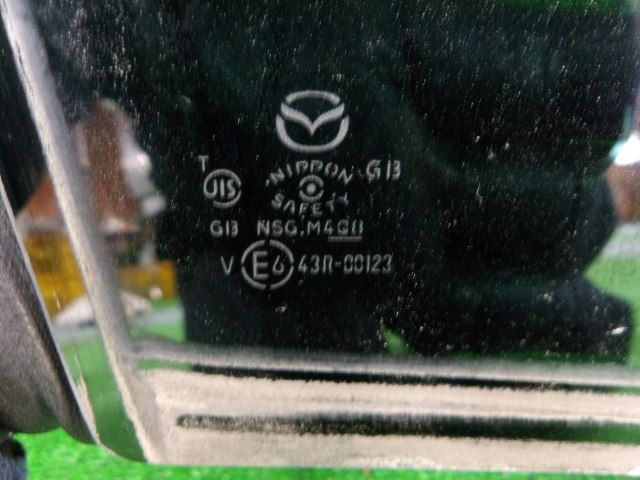 T JIS NIPPON SAFETY GB
GB NSG.M4GB
V E6 43R-00123